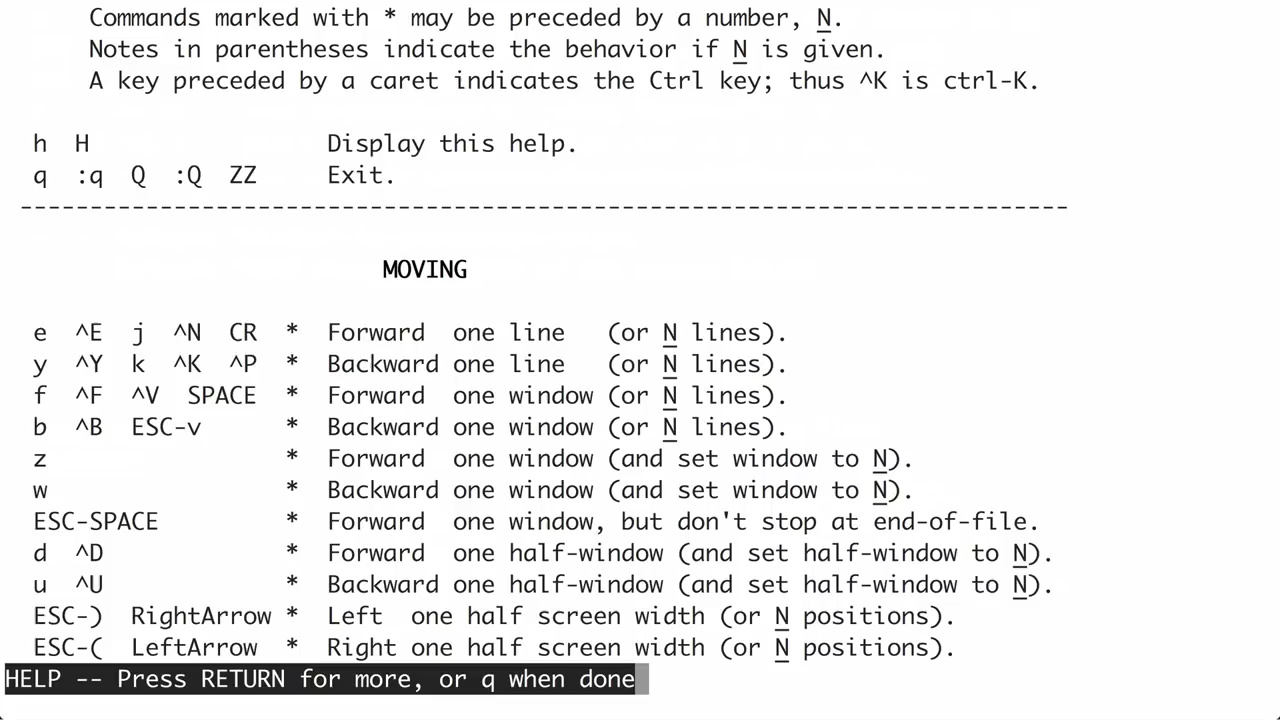 Commands marked with * may be preceded by a number, N.
Notes in parentheses indicate the behavior if N is given.
A key preceded by a caret indicates the Ctrl key; thus ^K is ctrl-K.
h  H                 Display this help.
q  :q  Q  :Q  ZZ     Exit.
---------------------------------------------------------------------------
MOVING
e  ^E  j  ^N  CR  *  Forward  one line   (or N lines).
y  ^Y  k  ^K  ^P  *  Backward one line   (or N lines).
f  ^F  ^V  SPACE  *  Forward  one window (or N lines).
b  ^B  ESC-v      *  Backward one window (or N lines).
z                 *  Forward  one window (and set window to N).
w                 *  Backward one window (and set window to N).
ESC-SPACE         *  Forward  one window, but don't stop at end-of-file.
d  ^D             *  Forward  one half-window (and set half-window to N).
u  ^U             *  Backward one half-window (and set half-window to N).
ESC-)  RightArrow *  Left  one half screen width (or N positions).
ESC-(  LeftArrow  *  Right one half screen width (or N positions).
HELP -- Press RETURN for more, or q when done